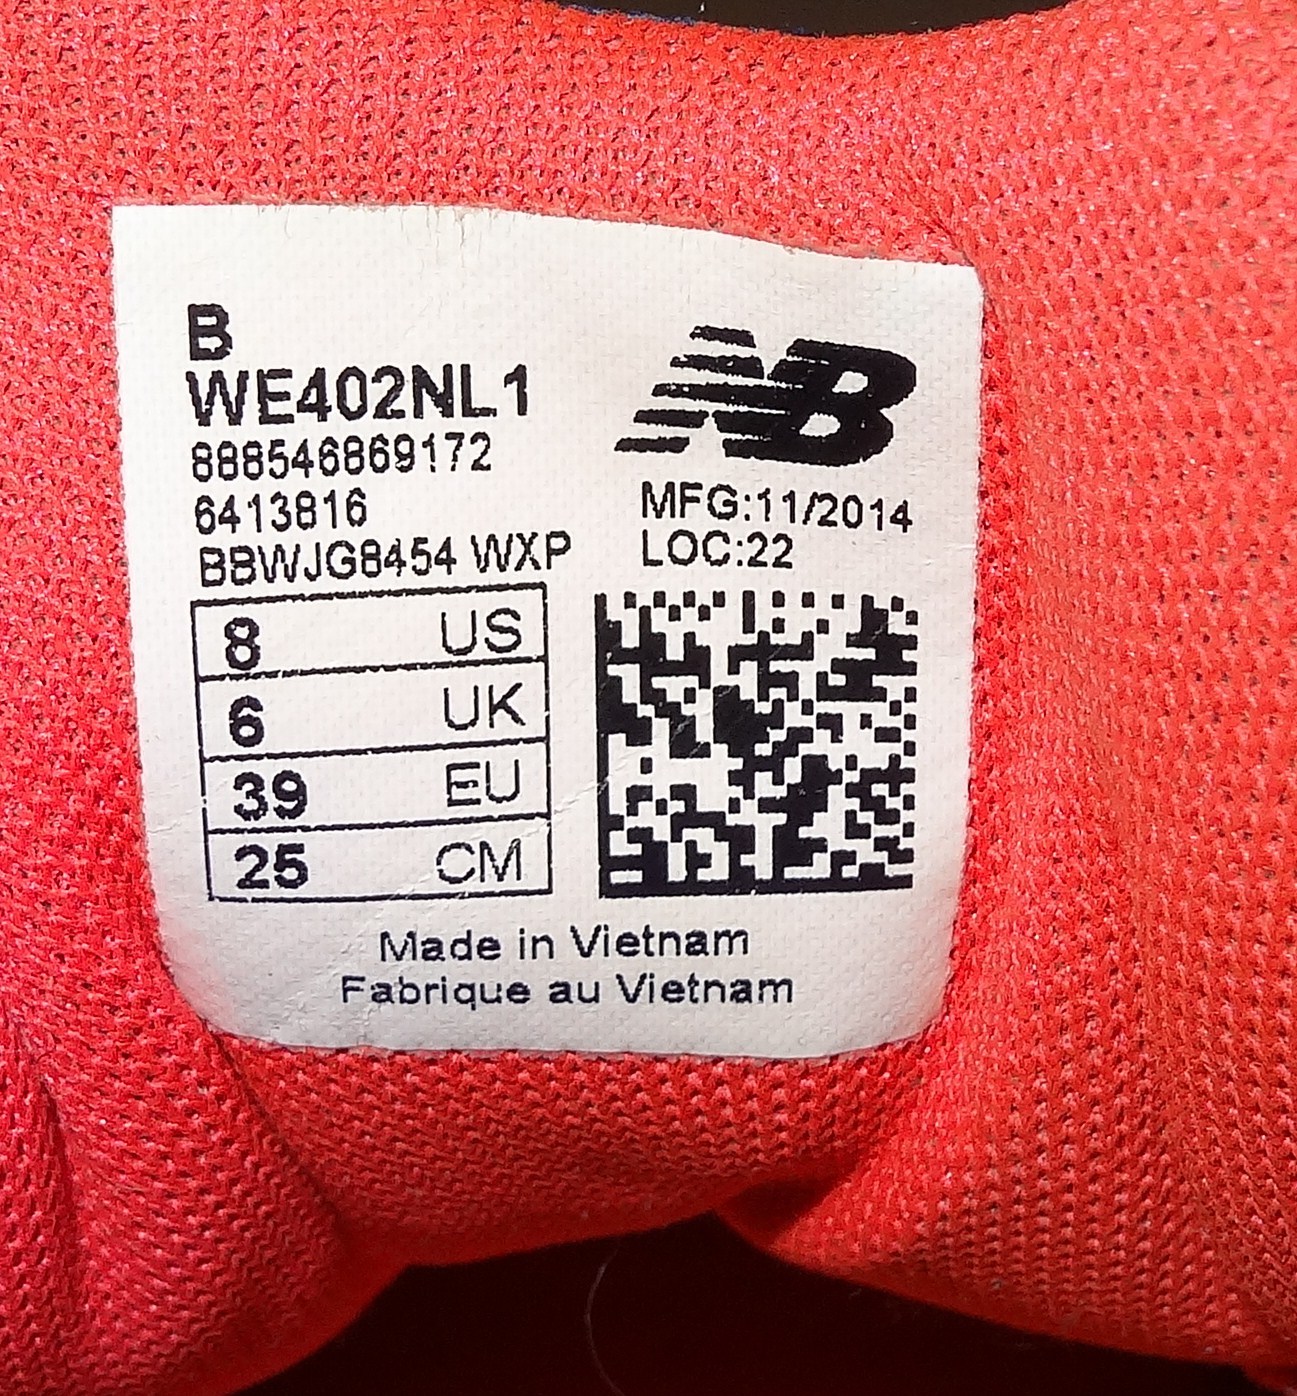 B
WE402NL1
888546869172
6413816
BBWJG8454 WXP
NB
MFG:11/2014
LOC:22
8 US
6 UK
39 EU
25 CM
Made in Vietnam
Fabrique au Vietnam